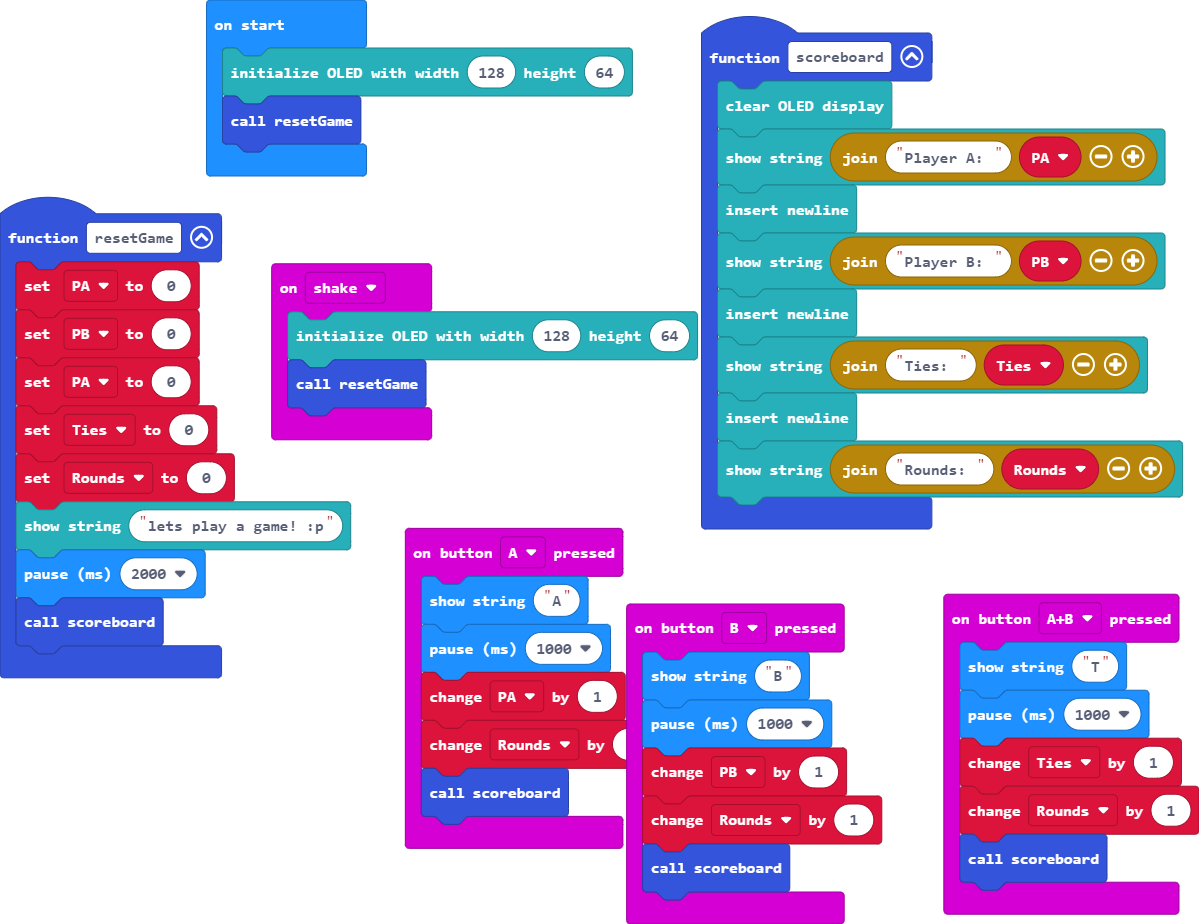 on start
initialize OLED with width 128 height 64
call resetGame
function scoreboard
clear OLED display
show string join "Player A: " PA
insert newline
show string join "Player B: " PB
insert newline
show string join "Ties: " Ties
insert newline
show string join "Rounds: " Rounds
function resetGame
set PA to 0
set PB to 0
set PA to 0
set Ties to 0
set Rounds to 0
show string "lets play a game! :p"
pause (ms) 2000
call scoreboard
on shake
initialize OLED with width 128 height 64
call resetGame
on button A pressed
show string "A"
pause (ms) 1000
change PA by 1
change Rounds by
call scoreboard
on button B pressed
show string "B"
pause (ms) 1000
change PB by 1
change Rounds by 1
call scoreboard
on button A+B pressed
show string "T"
pause (ms) 1000
change Ties by 1
change Rounds by 1
call scoreboard